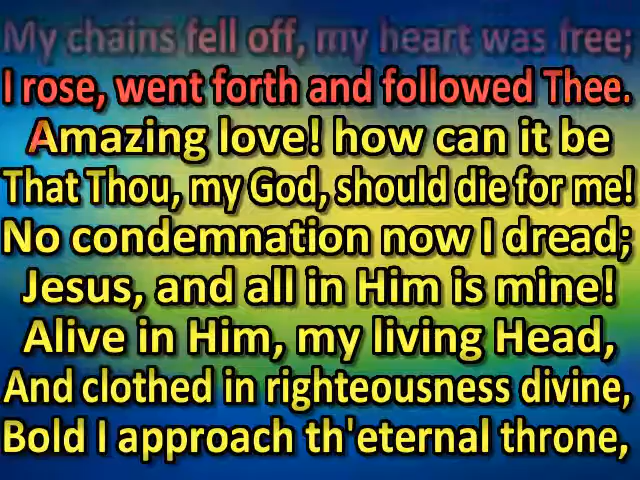 My chains fell off, my heart was free;
I rose, went forth and followed Thee.
Amazing love! how can it be
That Thou, my God, should die for me!
No condemnation now I dread;
Jesus, and all in Him is mine!
Alive in Him, my living Head,
And clothed in righteousness divine,
Bold I approach th'eternal throne,